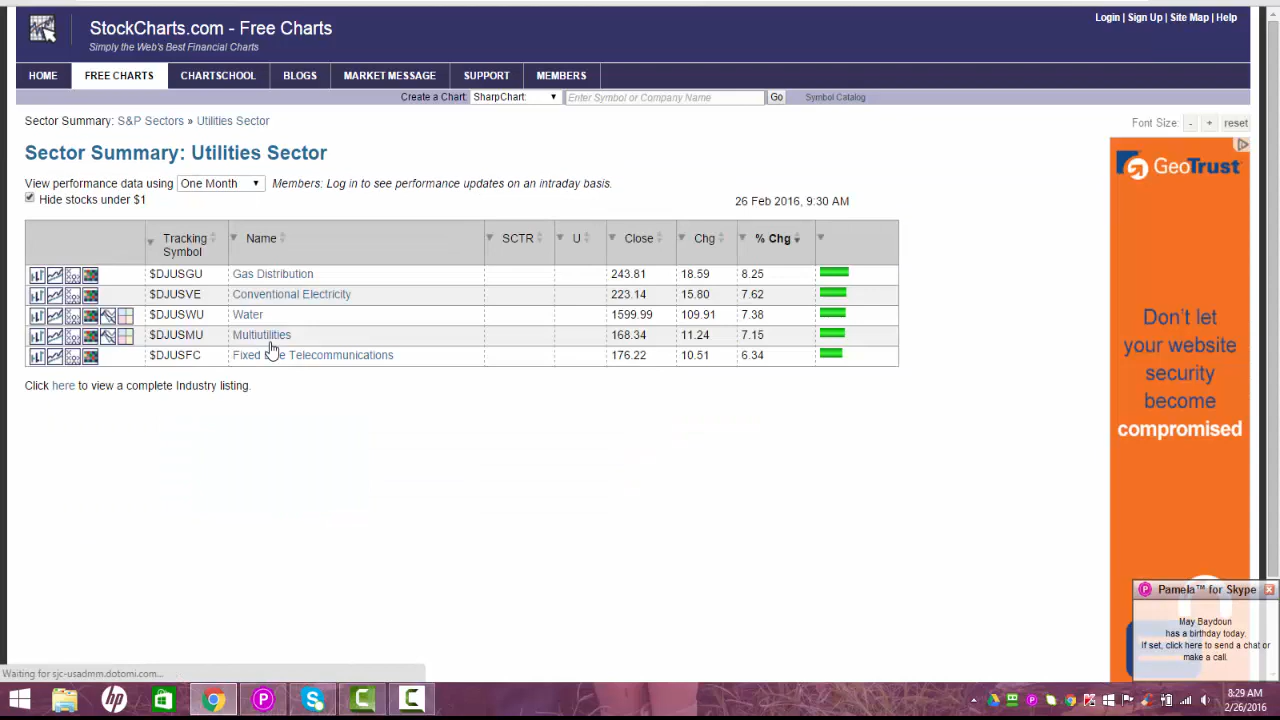 StockCharts.com - Free Charts
Simply the Web's Best Financial Charts
Login | Sign Up | Site Map | Help
HOME FREE CHARTS CHARTSCHOOL BLOGS MARKET MESSAGE SUPPORT MEMBERS
Create a Chart: SharpChart: Enter Symbol or Company Name Go Symbol Catalog
Sector Summary: S&P Sectors » Utilities Sector
Font Size: - + reset
Sector Summary: Utilities Sector
View performance data using One Month Members: Log in to see performance updates on an intraday basis.
Hide stocks under $1
26 Feb 2016, 9:30 AM
Tracking Symbol Name SCTR U Close Chg % Chg
$DJUSGU Gas Distribution 243.81 18.59 8.25
$DJUSVE Conventional Electricity 223.14 15.80 7.62
$DJUSWU Water 1599.99 109.91 7.38
$DJUSMU Multiutilities 168.34 11.24 7.15
$DJUSFC Fixed Telecommunications 176.22 10.51 6.34
Click here to view a complete Industry listing.
GeoTrust
Don't let
your website
security
become
compromised
Pamela™ for Skype
May Baydoun
has a birthday today.
If set, click here to send a chat or
make a call.
Waiting for sjc-usadmm.dotomi.com...
8:29 AM
2/26/2016